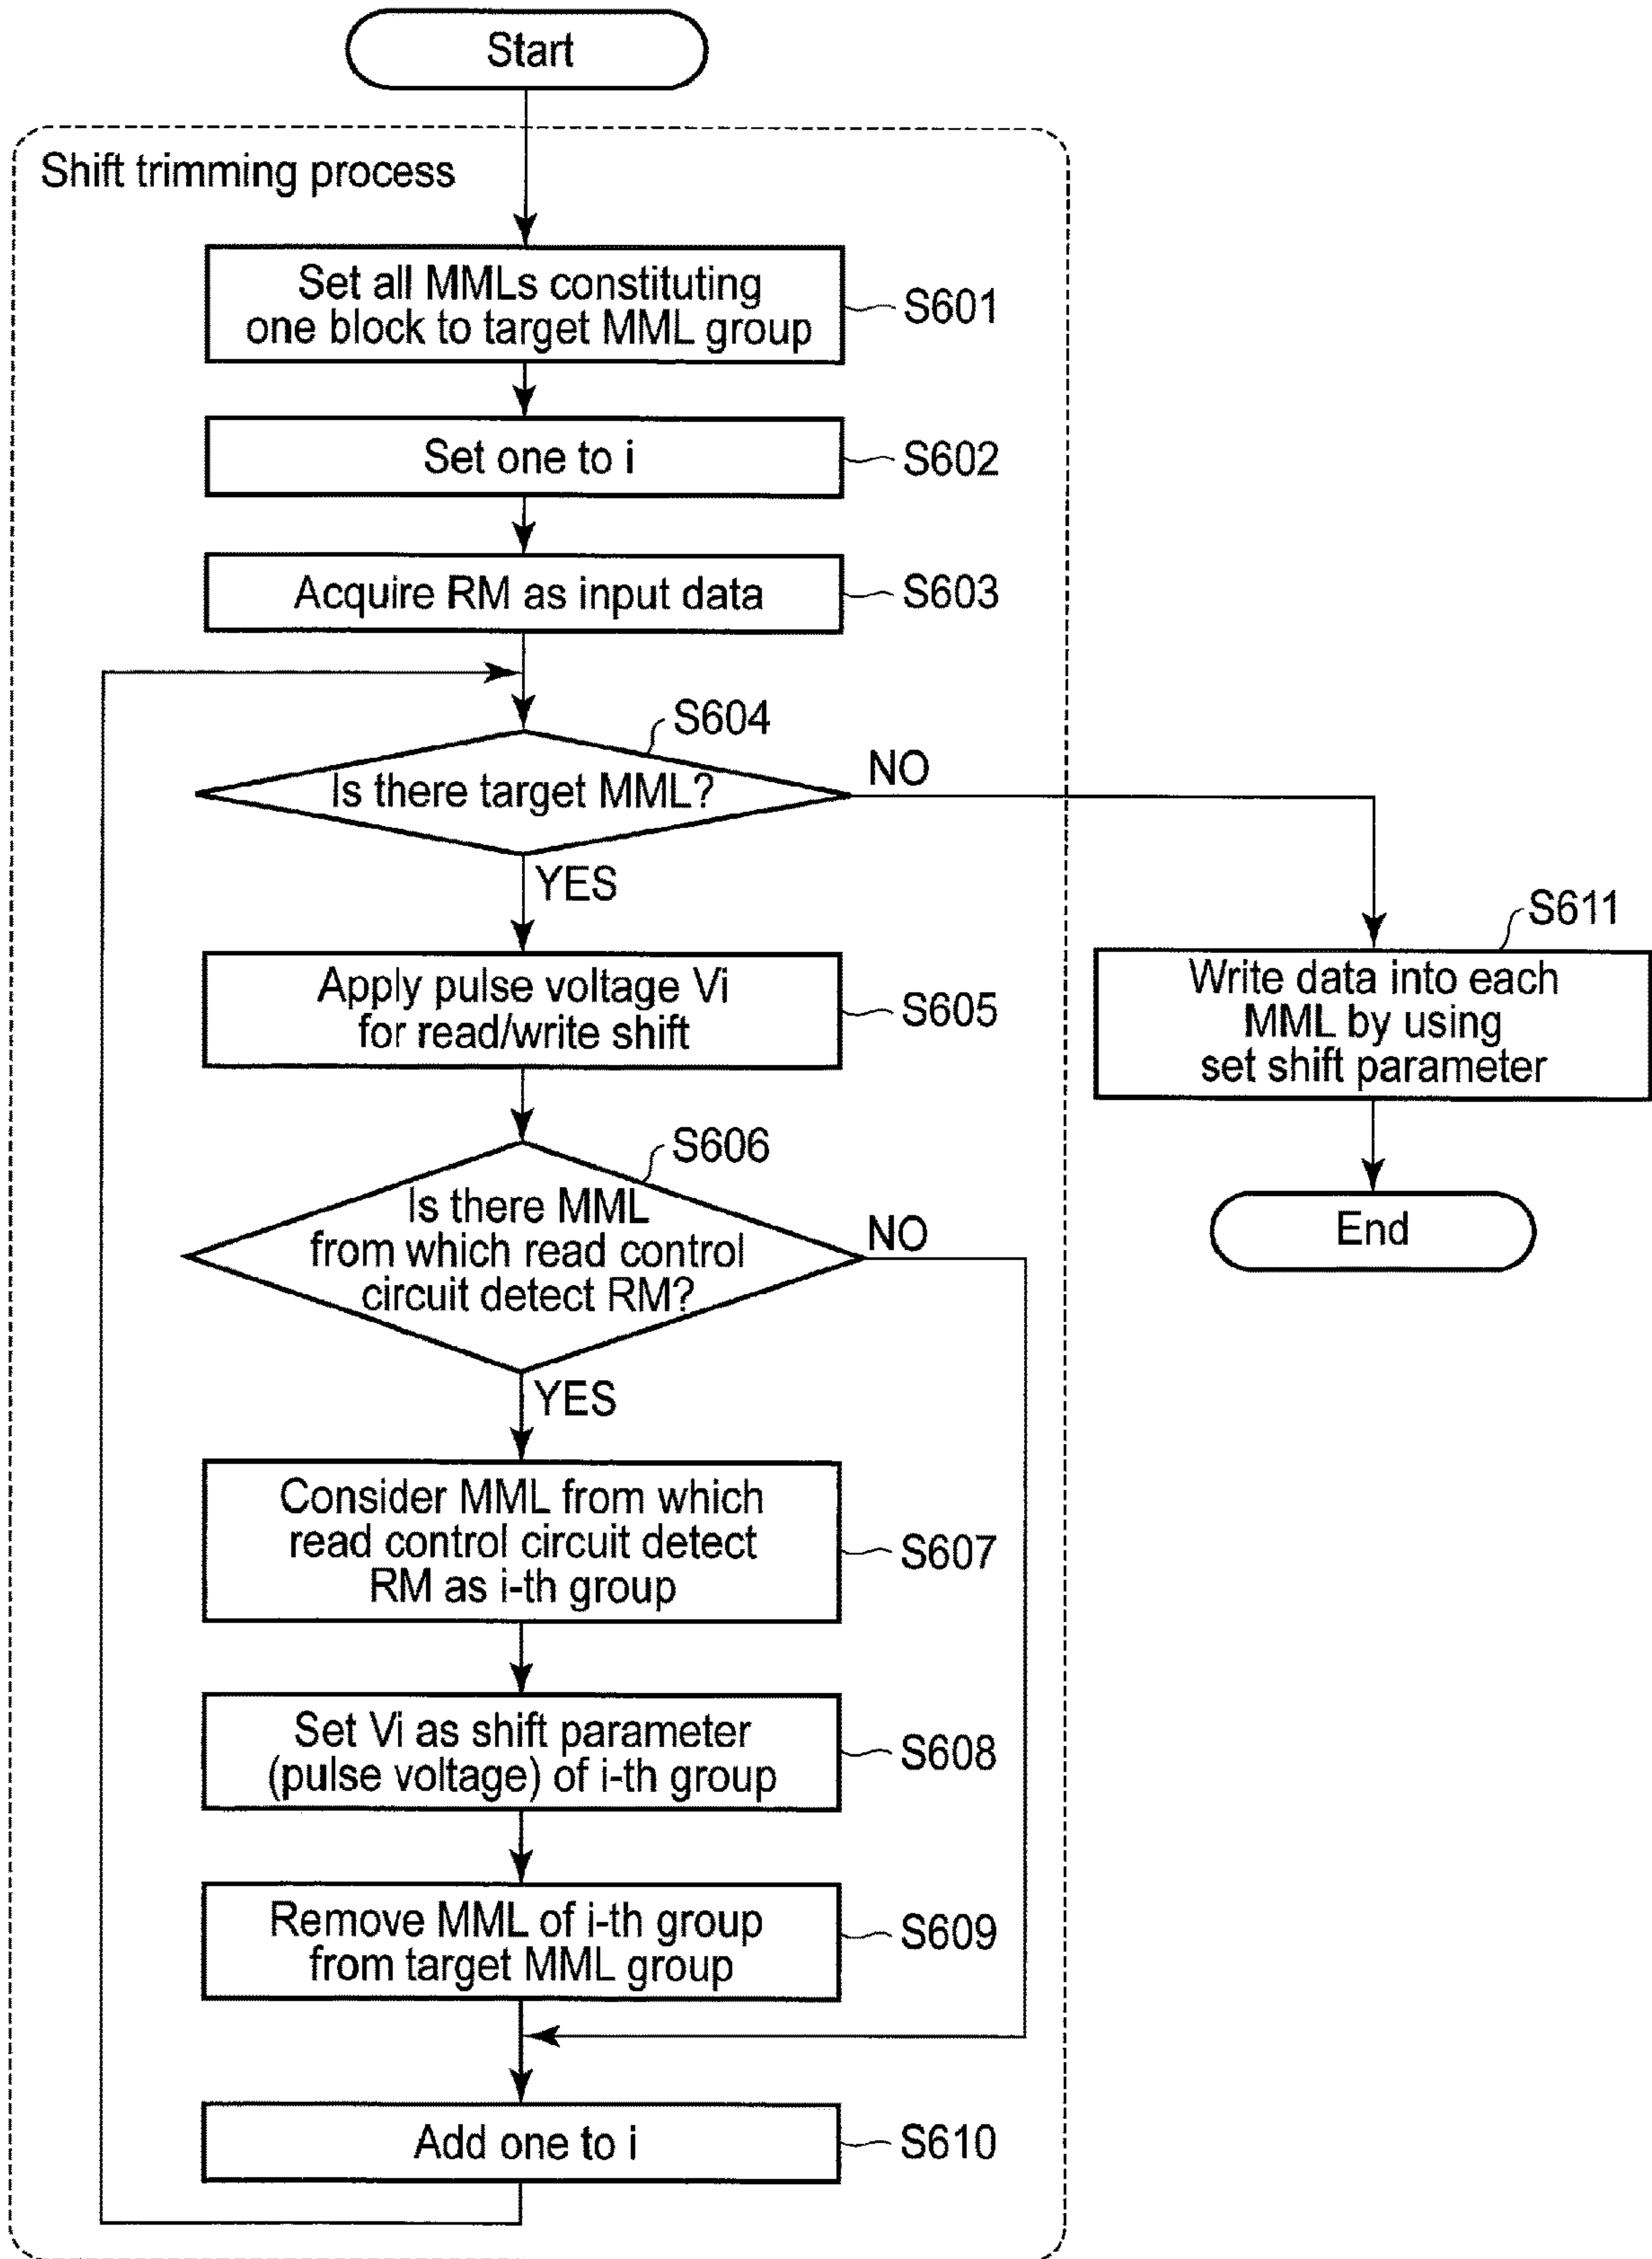 Start
Shift trimming process
Set all MMLs constituting
one block to target MML group
S601
Set one to i
S602
Acquire RM as input data
S603
S604
Is there target MML?
NO
YES
S611
Write data into each
MML by using
set shift parameter
Apply pulse voltage Vi
for read/write shift
S605
S606
Is there MML
from which read control
circuit detect RM?
NO
End
YES
Consider MML from which
read control circuit detect
RM as i-th group
S607
Set Vi as shift parameter
(pulse voltage) of i-th group
S608
Remove MML of i-th group
from target MML group
S609
Add one to i
S610